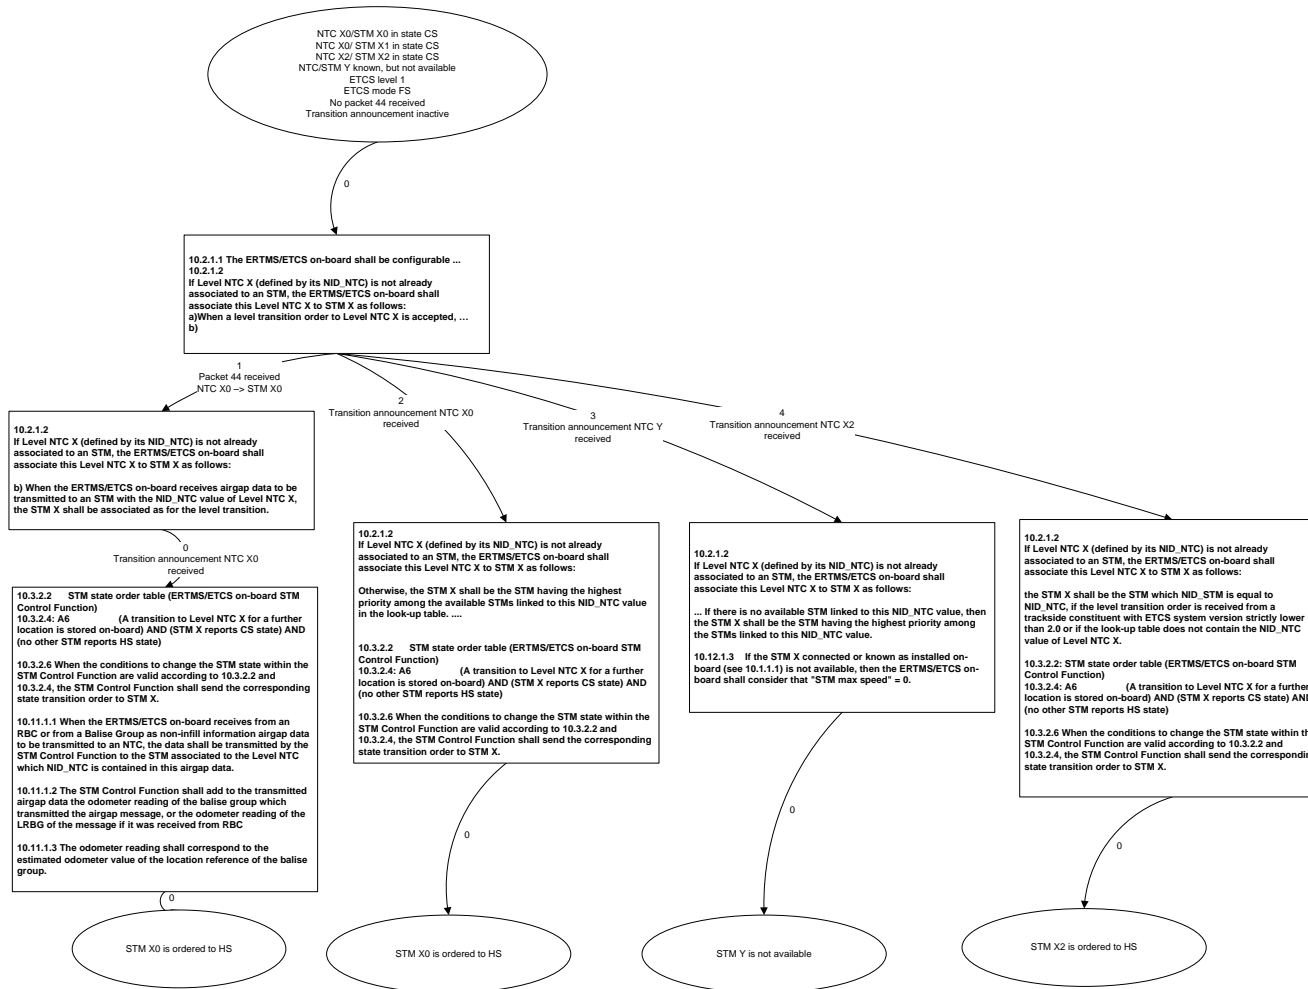 NTC X0/STM X0 in state CS
NTC X0/ STM X1 in state CS
NTC X2/ STM X2 in state CS
NTC/STM Y known, but not available
ETCS level 1
ETCS mode FS
No packet 44 received
Transition announcement inactive
0
10.2.1.1 The ERTMS/ETCS on-board shall be configurable ...
10.2.1.2
If Level NTC X (defined by its NID_NTC) is not already
associated to an STM, the ERTMS/ETCS on-board shall
associate this Level NTC X to STM X as follows:
a)When a level transition order to Level NTC X is accepted, …
b)
1
Packet 44 received
NTC X0 –> STM X0
2
Transition announcement NTC X0
received
3
Transition announcement NTC Y
received
4
Transition announcement NTC X2
received
10.2.1.2
If Level NTC X (defined by its NID_NTC) is not already
associated to an STM, the ERTMS/ETCS on-board shall
associate this Level NTC X to STM X as follows:
b) When the ERTMS/ETCS on-board receives airgap data to be
transmitted to an STM with the NID_NTC value of Level NTC X,
the STM X shall be associated as for the level transition.
0
Transition announcement NTC X0
received
10.3.2.2 STM state order table (ERTMS/ETCS on-board STM
Control Function)
10.3.2.4: A6 (A transition to Level NTC X for a further
location is stored on-board) AND (STM X reports CS state) AND
(no other STM reports HS state)
10.3.2.6 When the conditions to change the STM state within the
STM Control Function are valid according to 10.3.2.2 and
10.3.2.4, the STM Control Function shall send the corresponding
state transition order to STM X.
10.11.1.1 When the ERTMS/ETCS on-board receives from an
RBC or from a Balise Group as non-infill information airgap data
to be transmitted to an NTC, the data shall be transmitted by the
STM Control Function to the STM associated to the Level NTC
which NID_NTC is contained in this airgap data.
10.11.1.2 The STM Control Function shall add to the transmitted
airgap data the odometer reading of the balise group which
transmitted the airgap message, or the odometer reading of the
LRBG of the message if it was received from RBC
10.11.1.3 The odometer reading shall correspond to the
estimated odometer value of the location reference of the balise
group.
0
STM X0 is ordered to HS
10.2.1.2
If Level NTC X (defined by its NID_NTC) is not already
associated to an STM, the ERTMS/ETCS on-board shall
associate this Level NTC X to STM X as follows:
Otherwise, the STM X shall be the STM having the highest
priority among the available STMs linked to this NID_NTC value
in the look-up table. ....
10.3.2.2 STM state order table (ERTMS/ETCS on-board STM
Control Function)
10.3.2.4: A6 (A transition to Level NTC X for a further
location is stored on-board) AND (STM X reports CS state) AND
(no other STM reports HS state)
10.3.2.6 When the conditions to change the STM state within the
STM Control Function are valid according to 10.3.2.2 and
10.3.2.4, the STM Control Function shall send the corresponding
state transition order to STM X.
0
STM X0 is ordered to HS
10.2.1.2
If Level NTC X (defined by its NID_NTC) is not already
associated to an STM, the ERTMS/ETCS on-board shall
associate this Level NTC X to STM X as follows:
... If there is no available STM linked to this NID_NTC value, then
the STM X shall be the STM having the highest priority among
the STMs linked to this NID_NTC value.
10.12.1.3 If the STM X connected or known as installed on-
board (see 10.1.1.1) is not available, then the ERTMS/ETCS on-
board shall consider that "STM max speed" = 0.
0
STM Y is not available
10.2.1.2
If Level NTC X (defined by its NID_NTC) is not already
associated to an STM, the ERTMS/ETCS on-board shall
associate this Level NTC X to STM X as follows:
the STM X shall be the STM which NID_STM is equal to
NID_NTC, if the level transition order is received from a
trackside constituent with ETCS system version strictly lower
than 2.0 or if the look-up table does not contain the NID_NTC
value of Level NTC X.
10.3.2.2: STM state order table (ERTMS/ETCS on-board STM
Control Function)
10.3.2.4: A6 (A transition to Level NTC X for a further
location is stored on-board) AND (STM X reports CS state) AND
(no other STM reports HS state)
10.3.2.6 When the conditions to change the STM state within the
STM Control Function are valid according to 10.3.2.2 and
10.3.2.4, the STM Control Function shall send the correspondin
state transition order to STM X.
0
STM X2 is ordered to HS